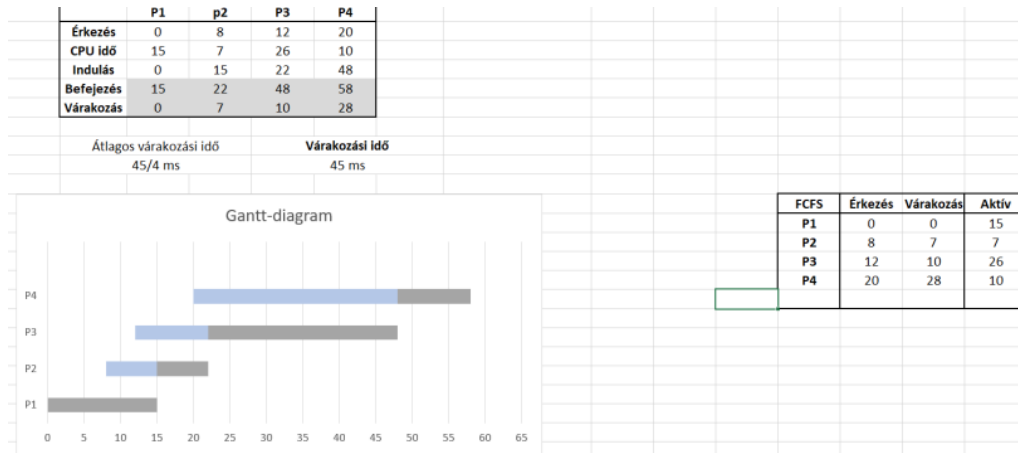 P1 p2 P3 P4
Érkezés 0 8 12 20
CPU idő 15 7 26 10
Indulás 0 15 22 48
Befejezés 15 22 48 58
Várakozás 0 7 10 28
Átlagos várakozási idő Várakozási idő
45/4 ms 45 ms
Gantt-diagram
P4
P3
P2
P1
0 5 10 15 20 25 30 35 40 45 50 55 60 65
FCFS Érkezés Várakozás Aktív
P1 0 0 15
P2 8 7 7
P3 12 10 26
P4 20 28 10